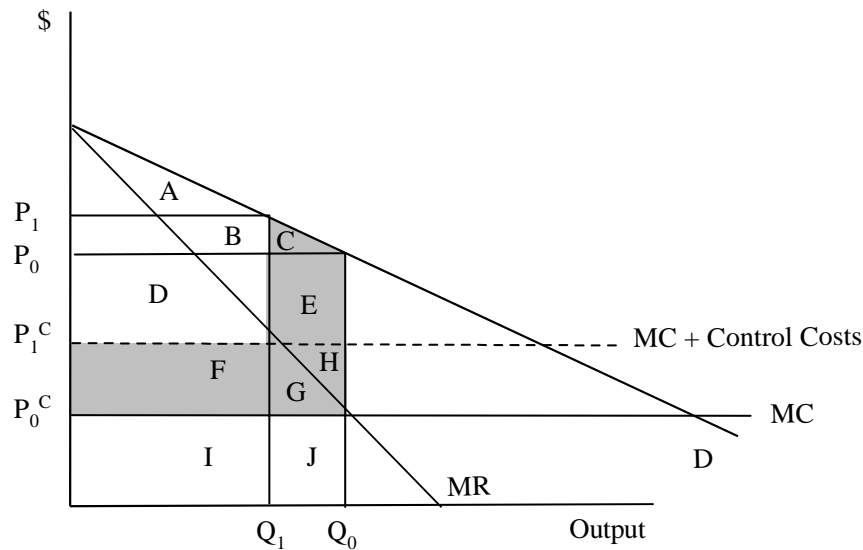 $
A
P1
B
C
P0
D
E
P1C
MC + Control Costs
F
H
G
P0C
MC
I
J
D
MR
Q1
Q0
Output